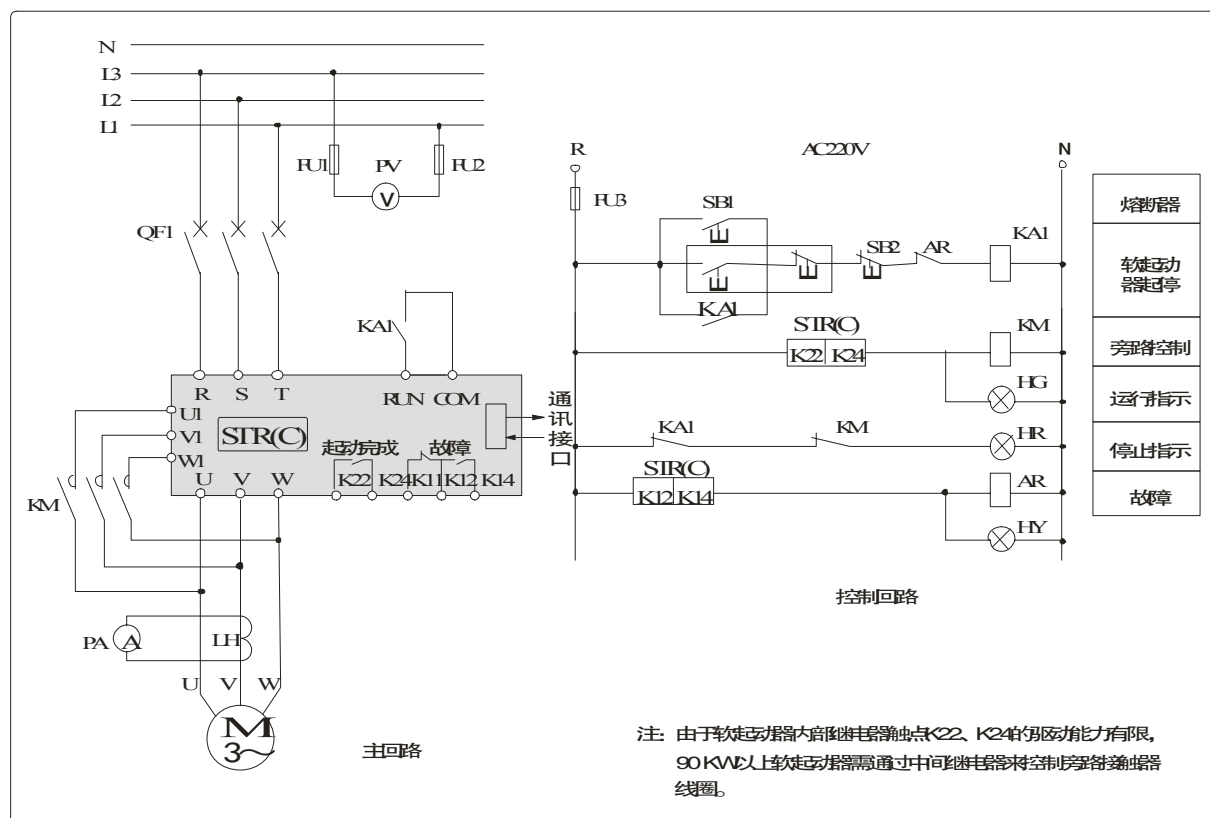 N
L3
L2
L1
FU1
PV
FU2
V
QF1
KA1
R S T
RUN COM
U1
V1
W1
STR(C)
起动完成
故障
K22 K24 K11 K12 K14
U V W
通讯接口
KM
PA
A
LH
U V W
M
3～
主回路
R
AC220V
N
FU3
SB1
E
E
E
SB2
E
AR
KA1
KA1
STR(C)
K22 K24
KM
HG
KA1
KM
HR
STR(C)
K12 K14
AR
HY
熔断器
软起动
器起停
旁路控制
运行指示
停止指示
故障
控制回路
注: 由于软起动器内部继电器触点K22、K24的驱动能力有限,
90KW以上软起动器需通过中间继电器来控制旁路接触器
线圈。